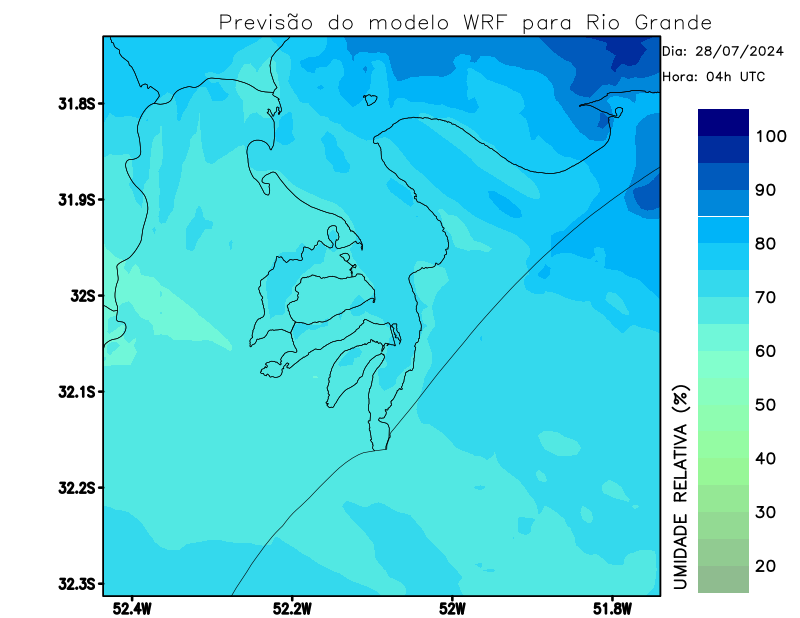 Previsão do modelo WRF para Rio Grande
Dia: 28/07/2024
Hora: 04h UTC
31.8S
31.9S
32S
32.1S
32.2S
32.3S
52.4W
52.2W
52W
51.8W
100
90
80
70
60
50
40
30
20
UMIDADE RELATIVA (%)